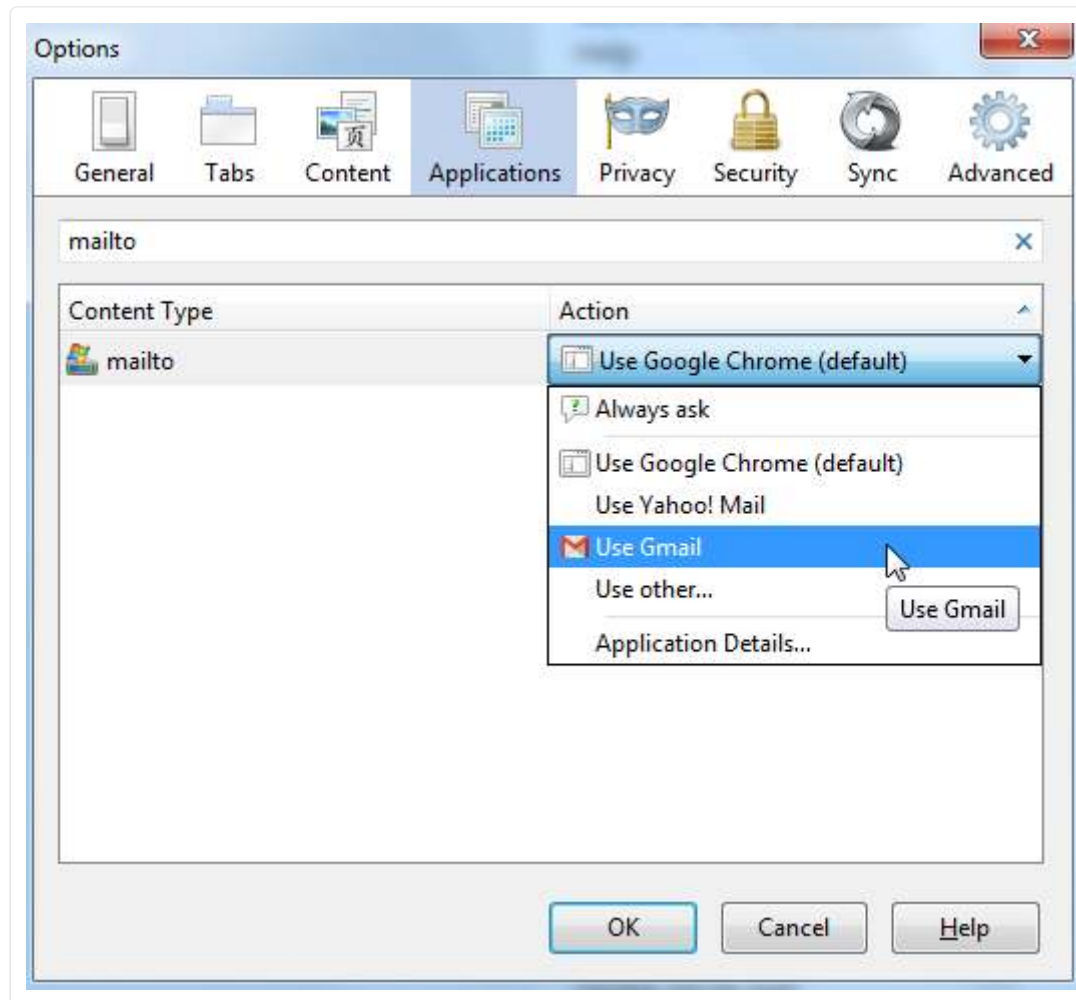 Options
页
General Tabs Content Applications Privacy Security Sync Advanced
mailto
Content Type Action
mailto Use Google Chrome (default)
Always ask
Use Google Chrome (default)
Use Yahoo! Mail
Use Gmail
Use other...
Use Gmail
Application Details...
OK Cancel Help